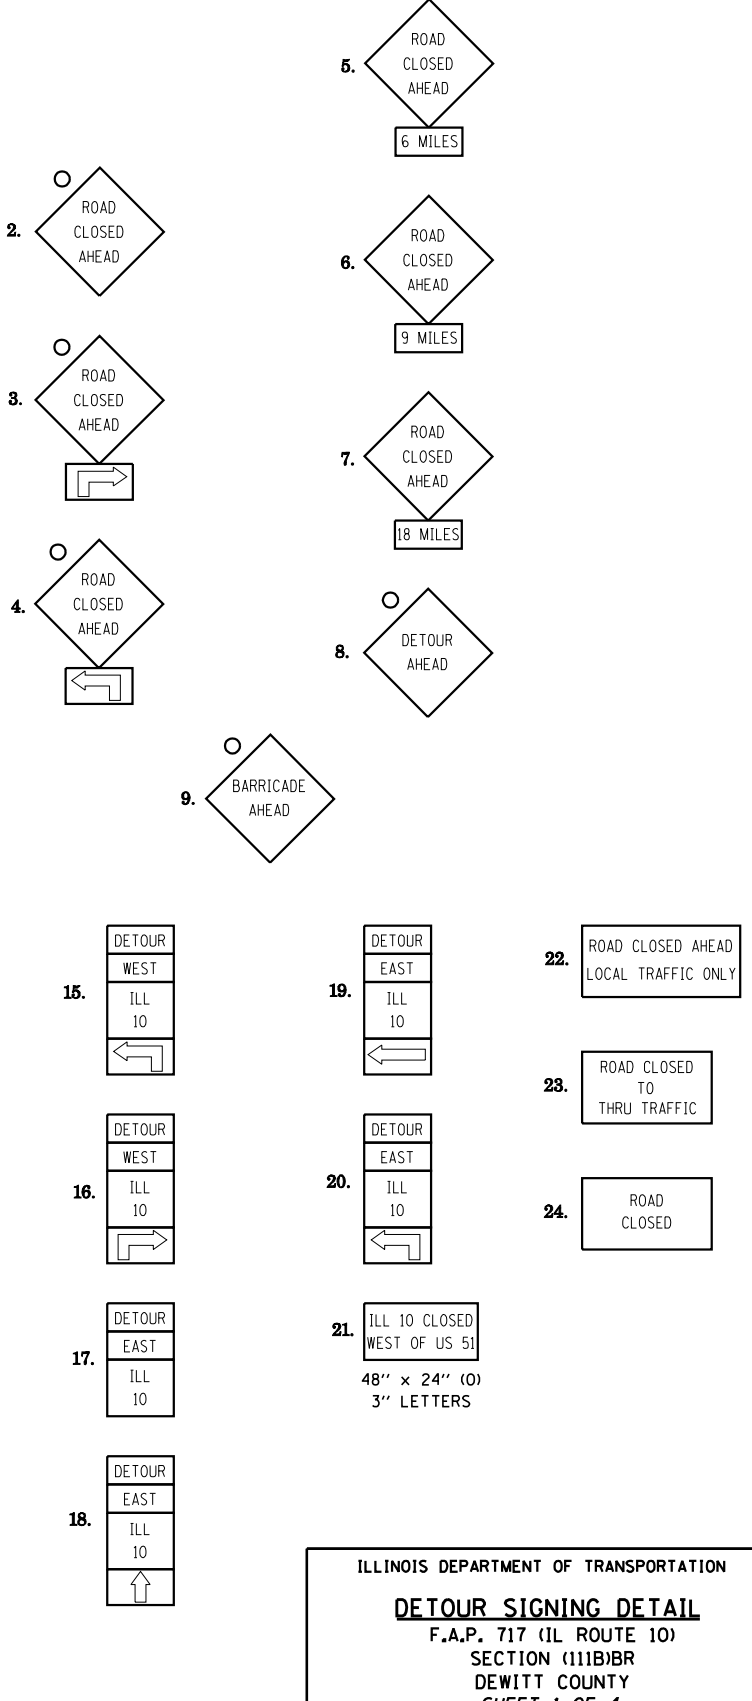 5.
ROAD
CLOSED
AHEAD
6 MILES
2.
ROAD
CLOSED
AHEAD
6.
ROAD
CLOSED
AHEAD
9 MILES
3.
ROAD
CLOSED
AHEAD
7.
ROAD
CLOSED
AHEAD
18 MILES
4.
ROAD
CLOSED
AHEAD
8.
DETOUR
AHEAD
9.
BARRICADE
AHEAD
15.
DETOUR
WEST
ILL
10
16.
DETOUR
WEST
ILL
10
17.
DETOUR
EAST
ILL
10
18.
DETOUR
EAST
ILL
10
19.
DETOUR
EAST
ILL
10
20.
DETOUR
EAST
ILL
10
21.
ILL 10 CLOSED
WEST OF US 51
48'' x 24'' (O)
3'' LETTERS
22.
ROAD CLOSED AHEAD
LOCAL TRAFFIC ONLY
23.
ROAD CLOSED
TO
THRU TRAFFIC
24.
ROAD
CLOSED
ILLINOIS DEPARTMENT OF TRANSPORTATION
DETOUR SIGNING DETAIL
F.A.P. 717 (IL ROUTE 10)
SECTION (111B)BR
DEWITT COUNTY
SHEET 1 OF 4